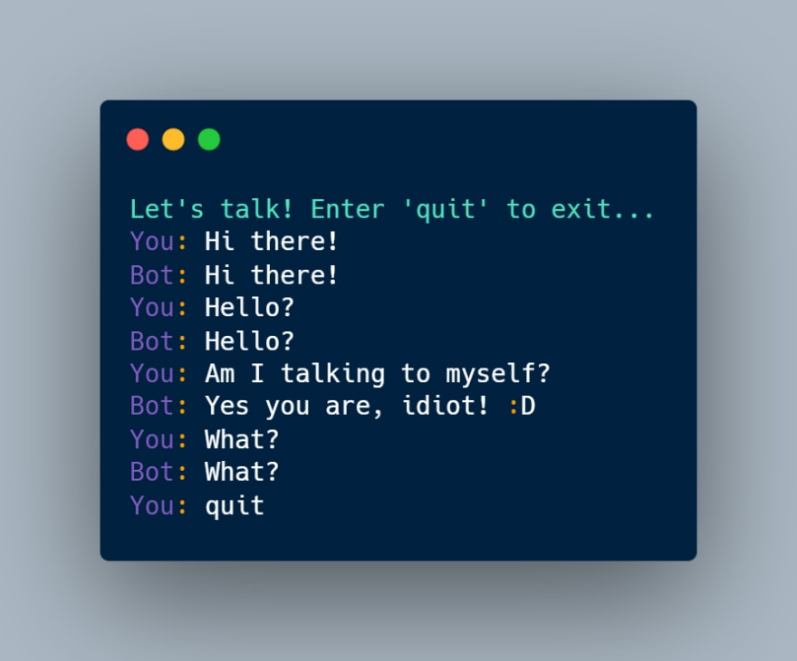 Let's talk! Enter 'quit' to exit...
You: Hi there!
Bot: Hi there!
You: Hello?
Bot: Hello?
You: Am I talking to myself?
Bot: Yes you are, idiot! :D
You: What?
Bot: What?
You: quit